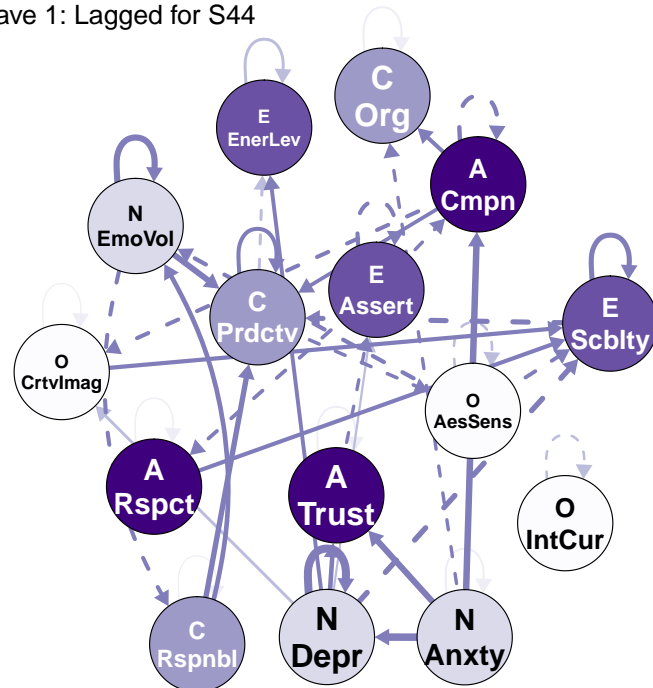 ave 1: Lagged for S44
C
Org
E
EnerLev
A
Cmpn
N
EmoVol
E
Assert
C
Prdctv
E
Scblty
O
CrtvImag
O
AesSens
A
Rspct
A
Trust
O
IntCur
C
Rspnbl
N
Depr
N
Anxty